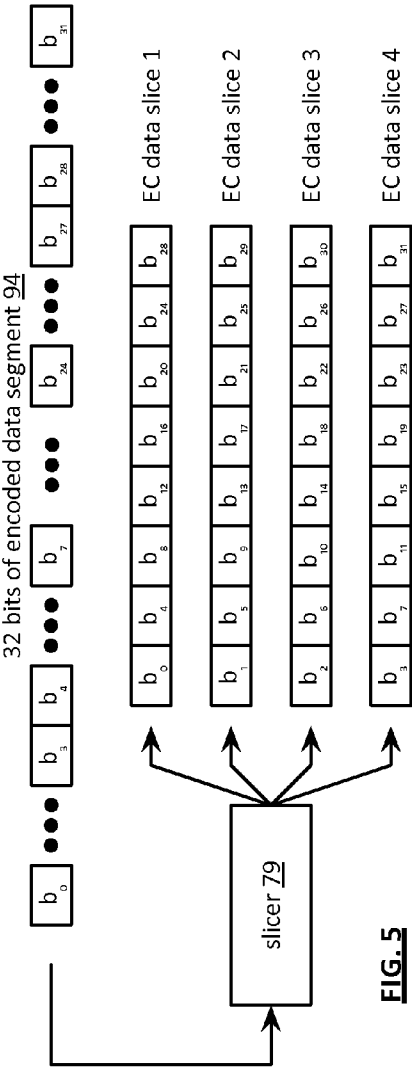 32 bits of encoded data segment 94
b0 ●●● b3 b4 ●●● b7 ●●● b24 ●●● b27 b28 ●●● b31
b0 b4 b8 b12 b16 b20 b24 b28 EC data slice 1
b1 b5 b9 b13 b17 b21 b25 b29 EC data slice 2
b2 b6 b10 b14 b18 b22 b26 b30 EC data slice 3
b3 b7 b11 b15 b19 b23 b27 b31 EC data slice 4
slicer 79
FIG. 5